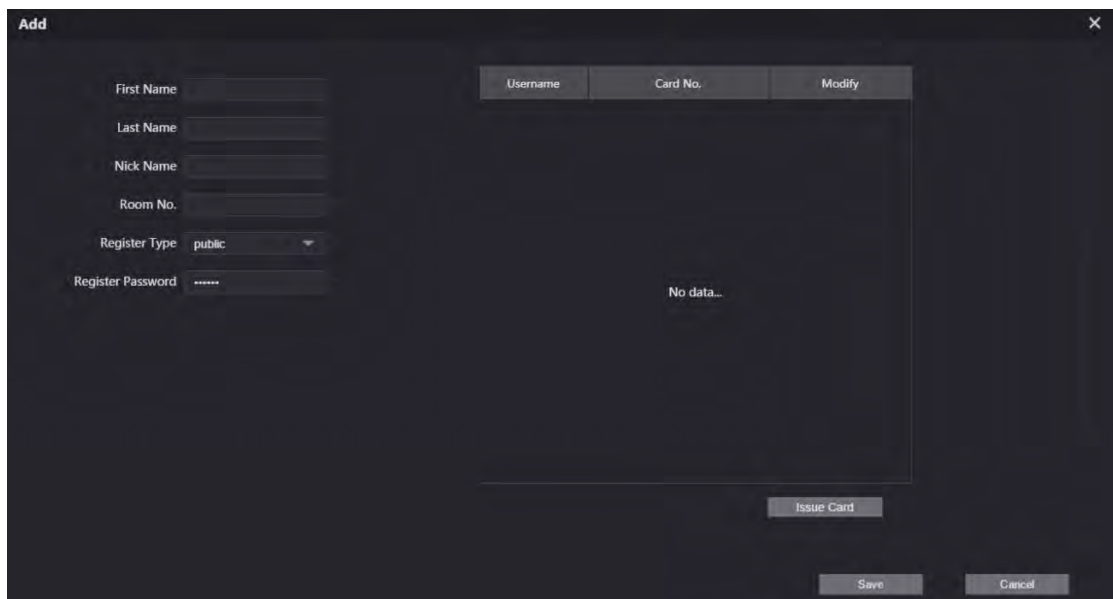 Add
First Name
Last Name
Nick Name
Room No.
Register Type public
Register Password ••••••
Username Card No. Modify
No data...
Issue Card
Save Cancel